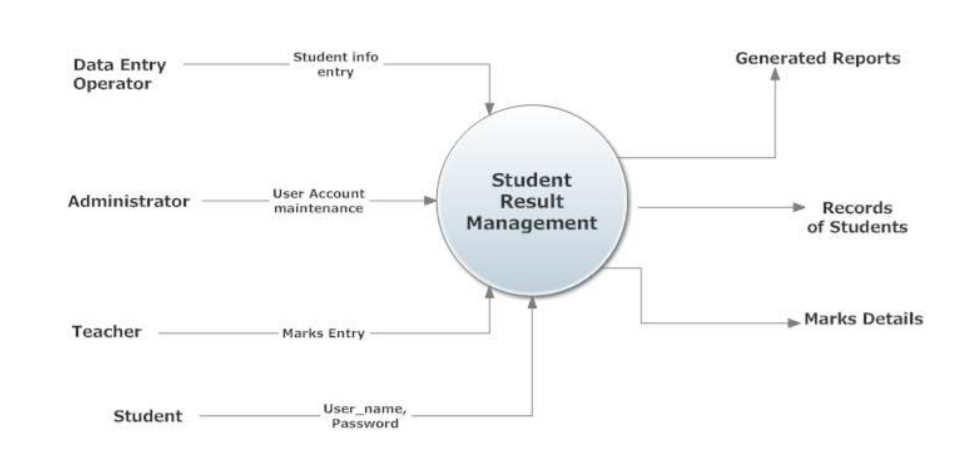 Data Entry
Operator
Student info
entry
Generated Reports
Administrator
User Account
maintenance
Student
Result
Management
Records
of Students
Teacher
Marks Entry
Marks Details
Student
User_name,
Password